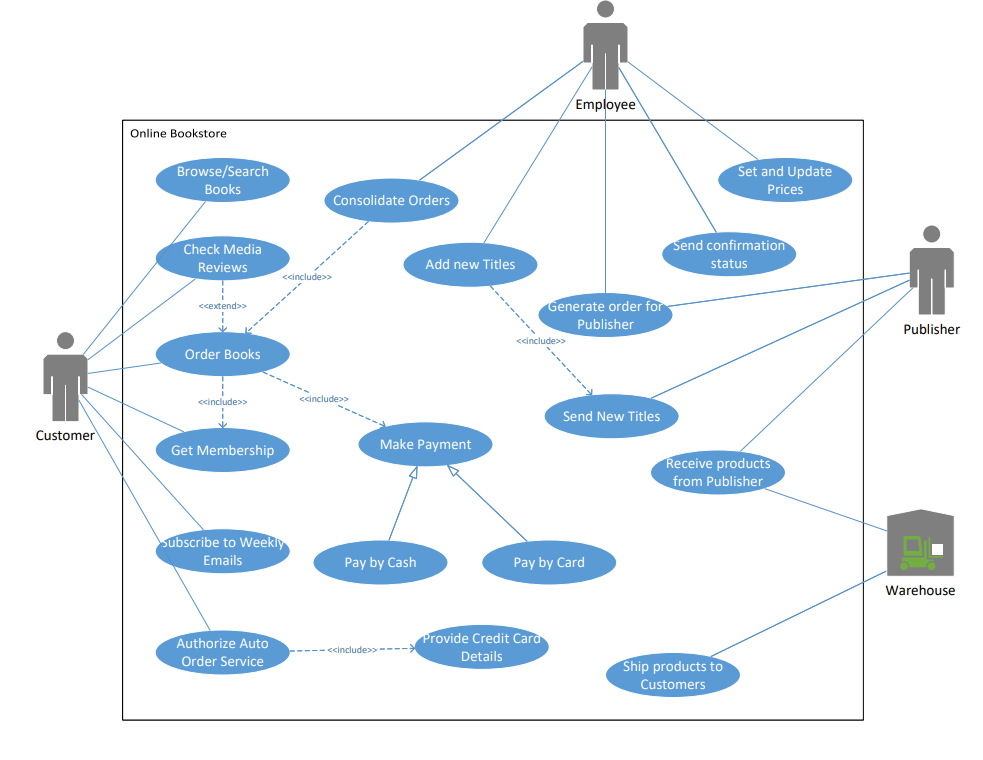 Employee
Online Bookstore
Browse/Search
Books
Set and Update
Prices
Consolidate Orders
Check Media
Reviews
Add new Titles
Send confirmation
status
<<include>>
<<extend>>
Generate order for
Publisher
Publisher
<<include>>
Order Books
Customer
<<include>>
<<include>>
Send New Titles
Get Membership
Make Payment
Receive products
from Publisher
Subscribe to Weekly
Emails
Pay by Cash
Pay by Card
Warehouse
Authorize Auto
Order Service
<<include>>
Provide Credit Card
Details
Ship products to
Customers